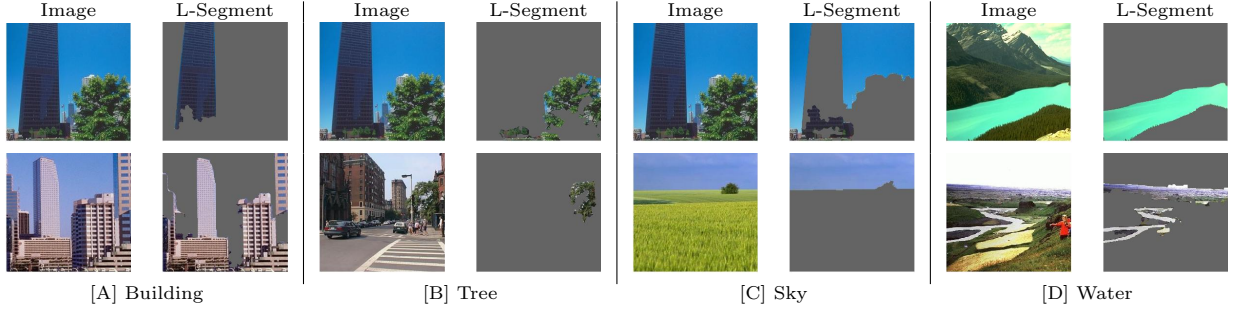 Image L-Segment Image L-Segment Image L-Segment Image L-Segment
[A] Building [B] Tree [C] Sky [D] Water